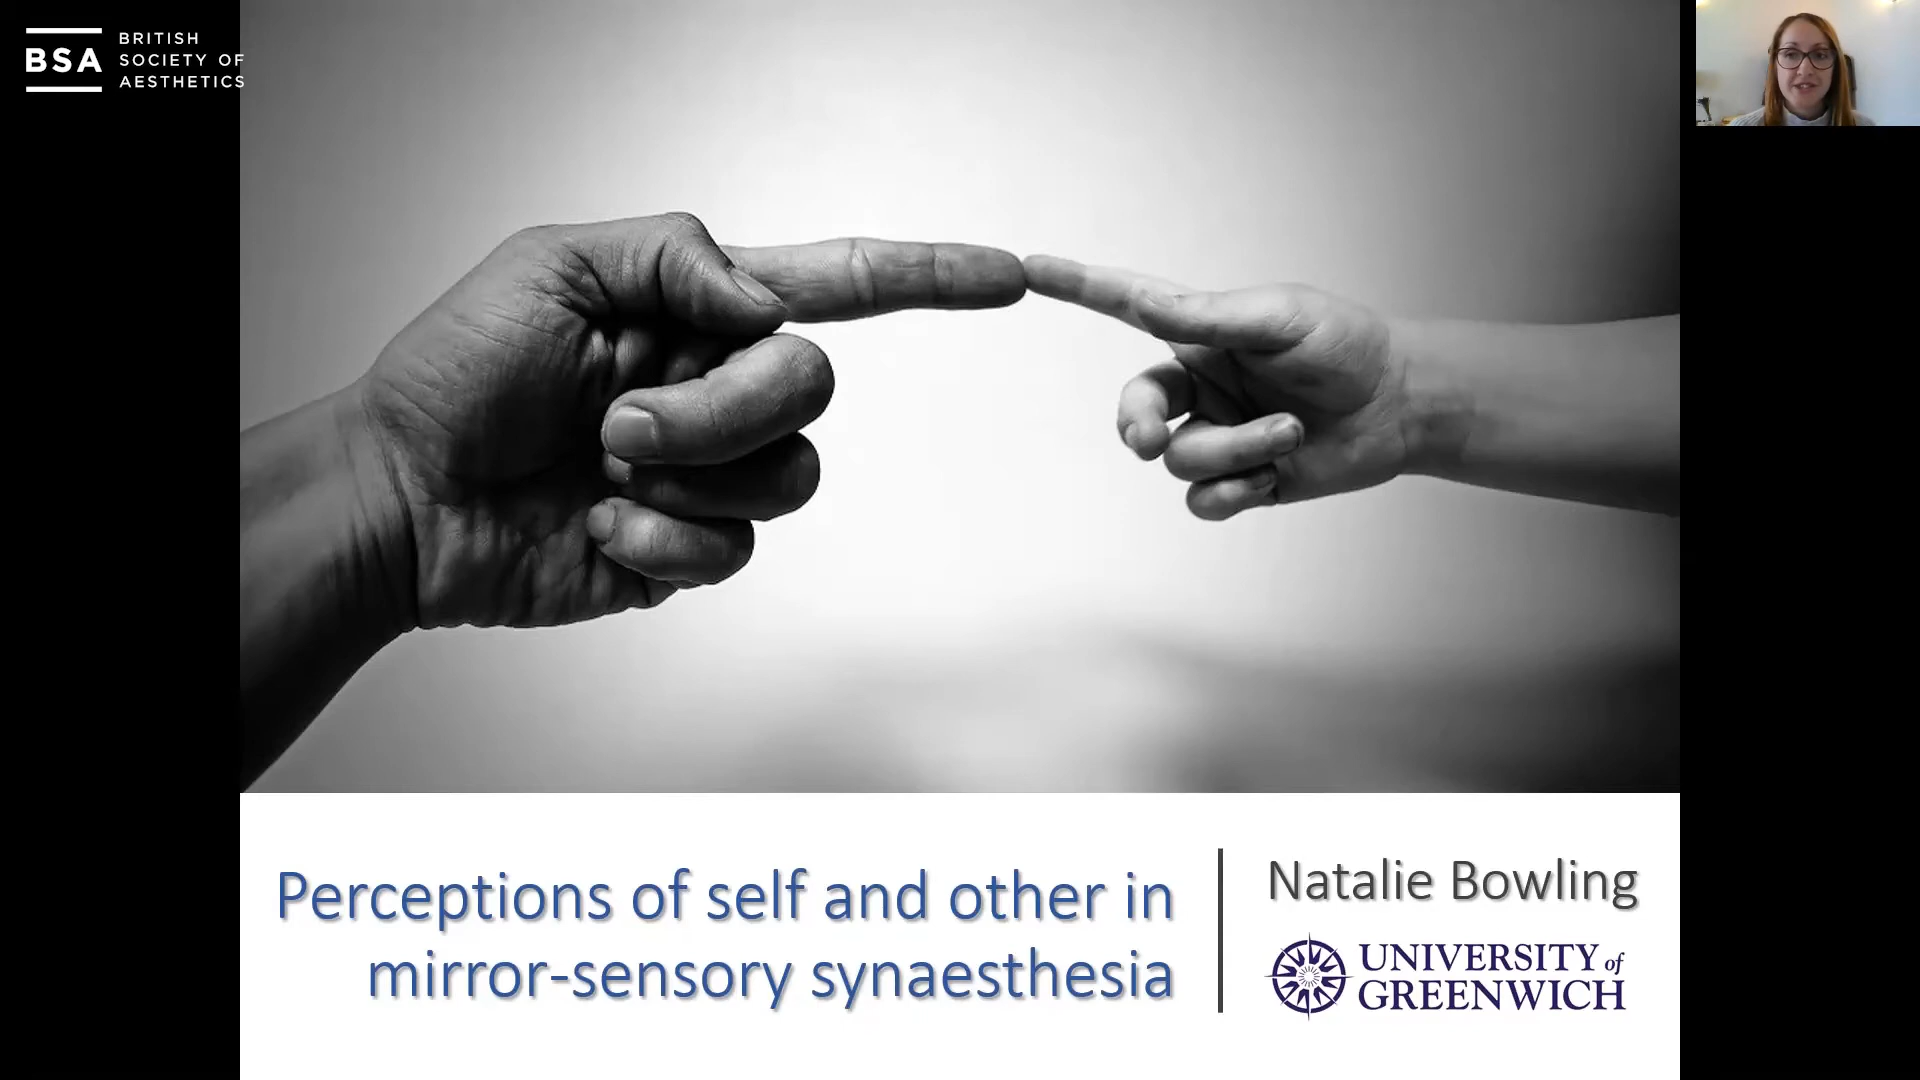 BSA
BRITISH
SOCIETY OF
AESTHETICS
Perceptions of self and other in
mirror-sensory synaesthesia
Natalie Bowling
UNIVERSITY of
GREENWICH